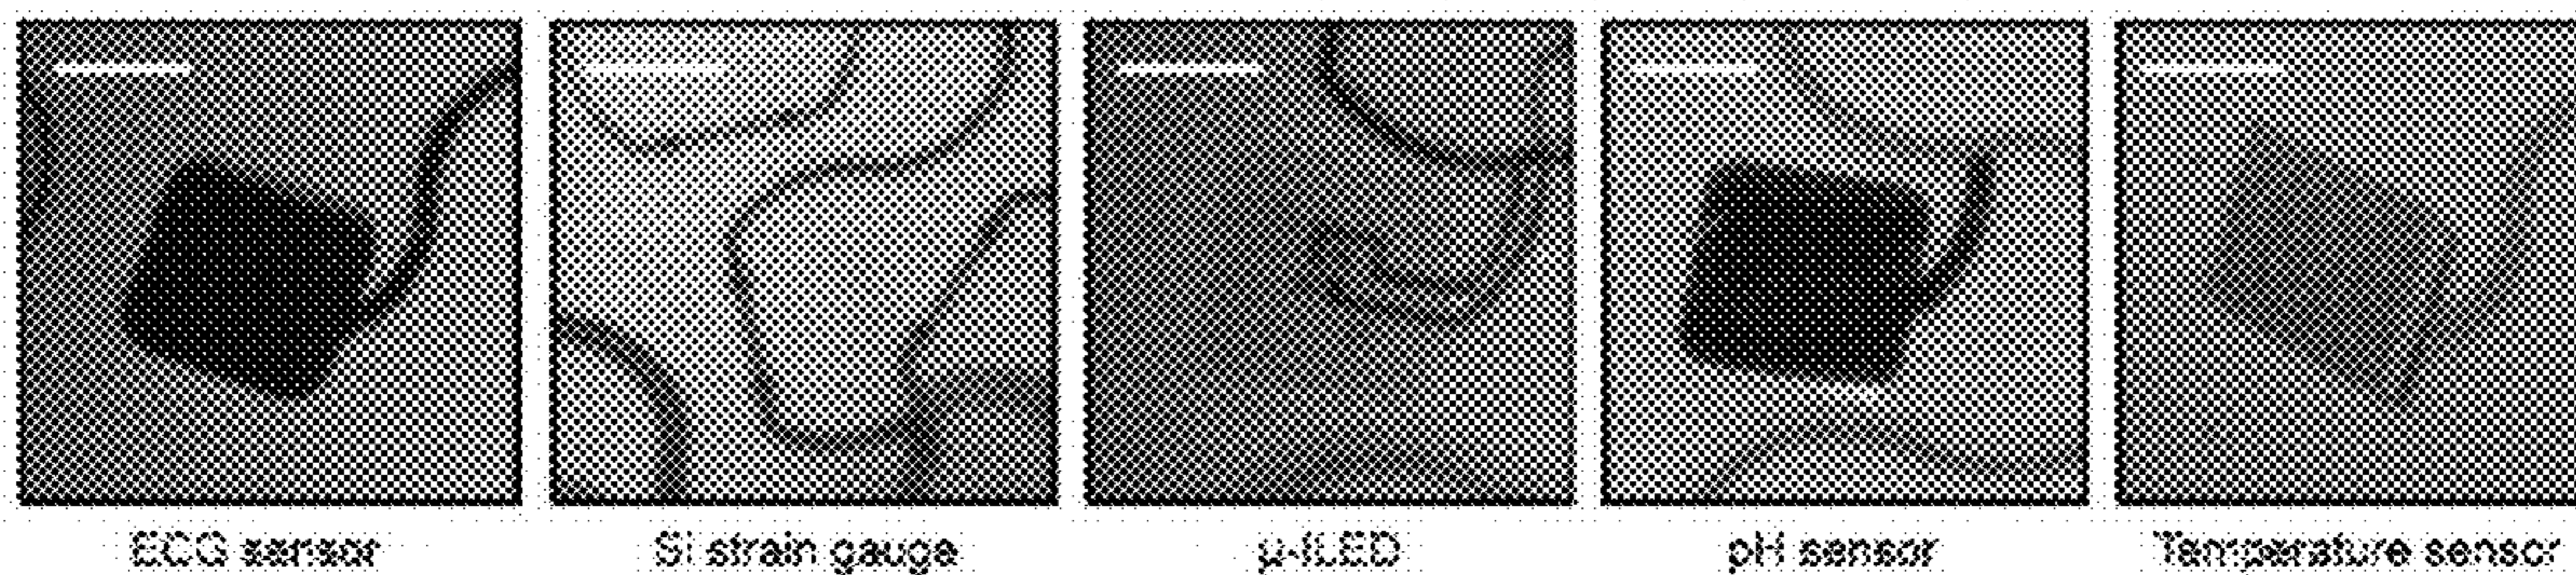 ECG sensor
Si strain gauge
μ-ILED
pH sensor
Temperature sensor